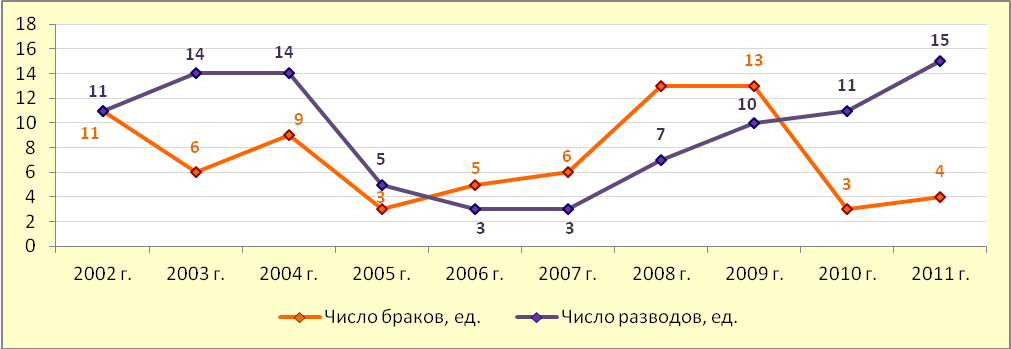 18
16
14
12
10
8
6
4
2
0
11 14 14 5 3 3 7 10 11 15
11 6 9 3 5 6 13 3 4
2002 г. 2003 г. 2004 г. 2005 г. 2006 г. 2007 г. 2008 г. 2009 г. 2010 г. 2011 г.
Число браков, ед. Число разводов, ед.